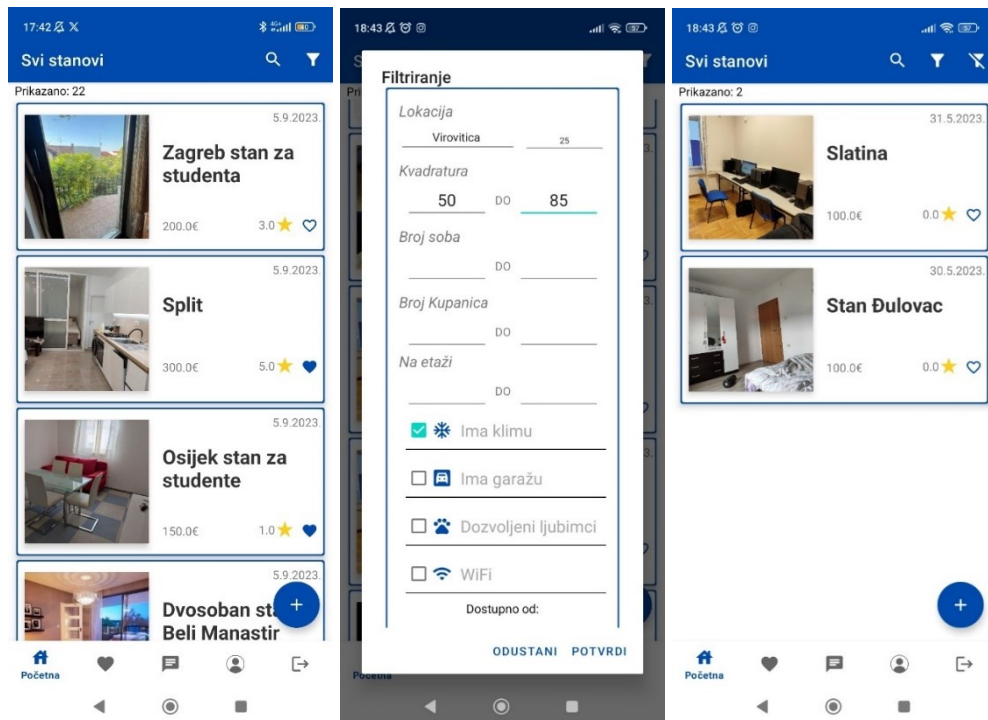 17:42
Svi stanovi
Prikazano: 22
5.9.2023.
Zagreb stan za
studenta
200.0€
3.0
5.9.2023.
Split
300.0€
5.0
5.9.2023.
Osijek stan za
studente
150.0€
1.0
5.9.2023.
Dvosoban st
Beli Manastir
+
Početna
18:43
57
S
Pri
Filtriranje
Lokacija
Virovitica 25
Kvadratura
50 DO 85
Broj soba
DO
Broj Kupanica
DO
Na etaži
DO
Ima klimu
Ima garažu
Dozvoljeni ljubimci
WiFi
Dostupno od:
ODUSTANI POTVRDI
Početna
18:43
57
Svi stanovi
Prikazano: 2
31.5.2023.
Slatina
100.0€
0.0
30.5.2023.
Stan Đulovac
100.0€
0.0
+
Početna